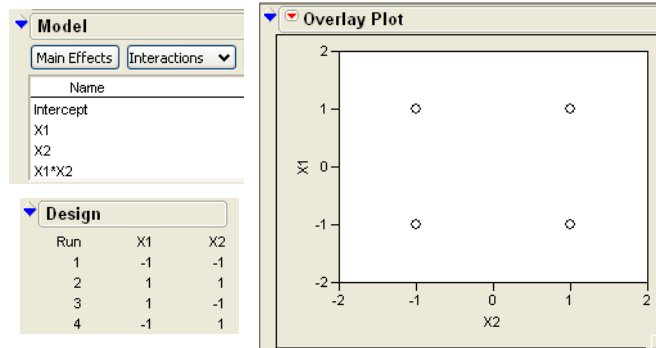 Model
Main Effects Interactions
Name
Intercept
X1
X2
X1*X2
Design
Run X1 X2
1 -1 -1
2 1 1
3 1 -1
4 -1 1
Overlay Plot
2
1
0
-1
-2
X1
-2 -1 0 1 2
X2